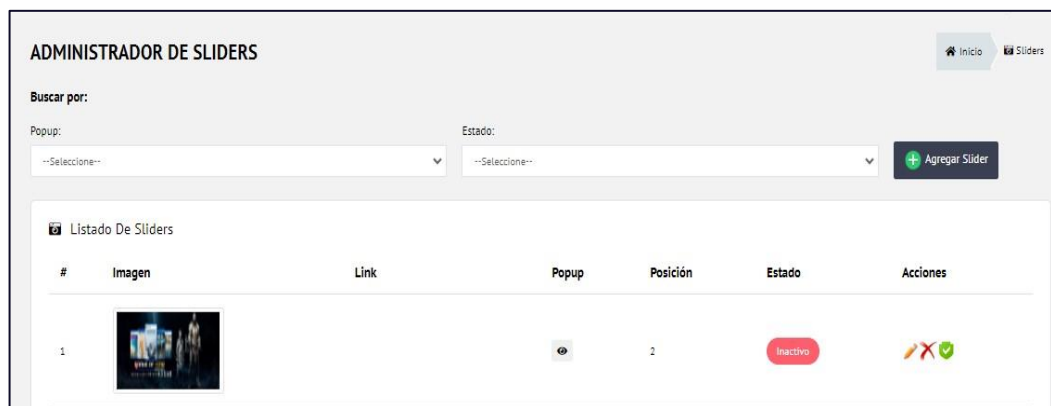 ADMINISTRADOR DE SLIDERS
Inicio Sliders
Buscar por:
Popup: Estado:
--Seleccione-- --Seleccione-- Agregar Slider
Listado De Sliders
# Imagen Link Popup Posición Estado Acciones
1 2 Inactivo